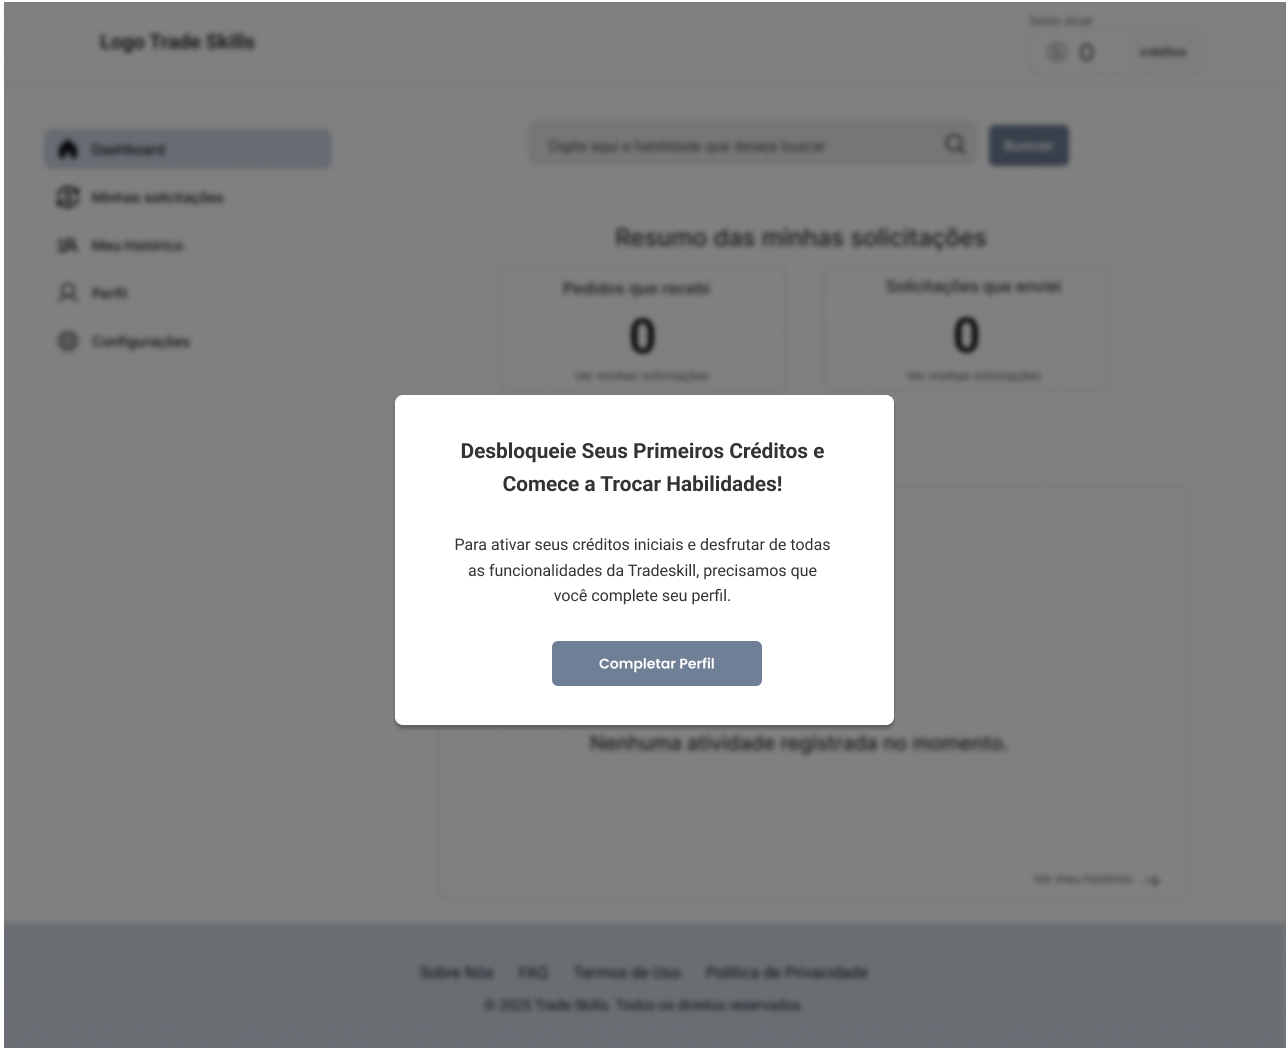 Logo Trade Skills
Saldo atual
0 créditos
Dashboard
Minhas solicitações
Meu histórico
Perfil
Configurações
Digite aqui a habilidade que deseja buscar
Buscar
Resumo das minhas solicitações
Pedidos que recebi
0
Ver minhas solicitações
Solicitações que enviei
0
Ver minhas solicitações
Desbloqueie Seus Primeiros Créditos e
Comece a Trocar Habilidades!
Para ativar seus créditos iniciais e desfrutar de todas
as funcionalidades da Tradeskill, precisamos que
você complete seu perfil.
Completar Perfil
Nenhuma atividade registrada no momento.
Ver meu histórico
Sobre Nós FAQ Termos de Uso Política de Privacidade
© 2025 Trade Skills. Todos os direitos reservados.